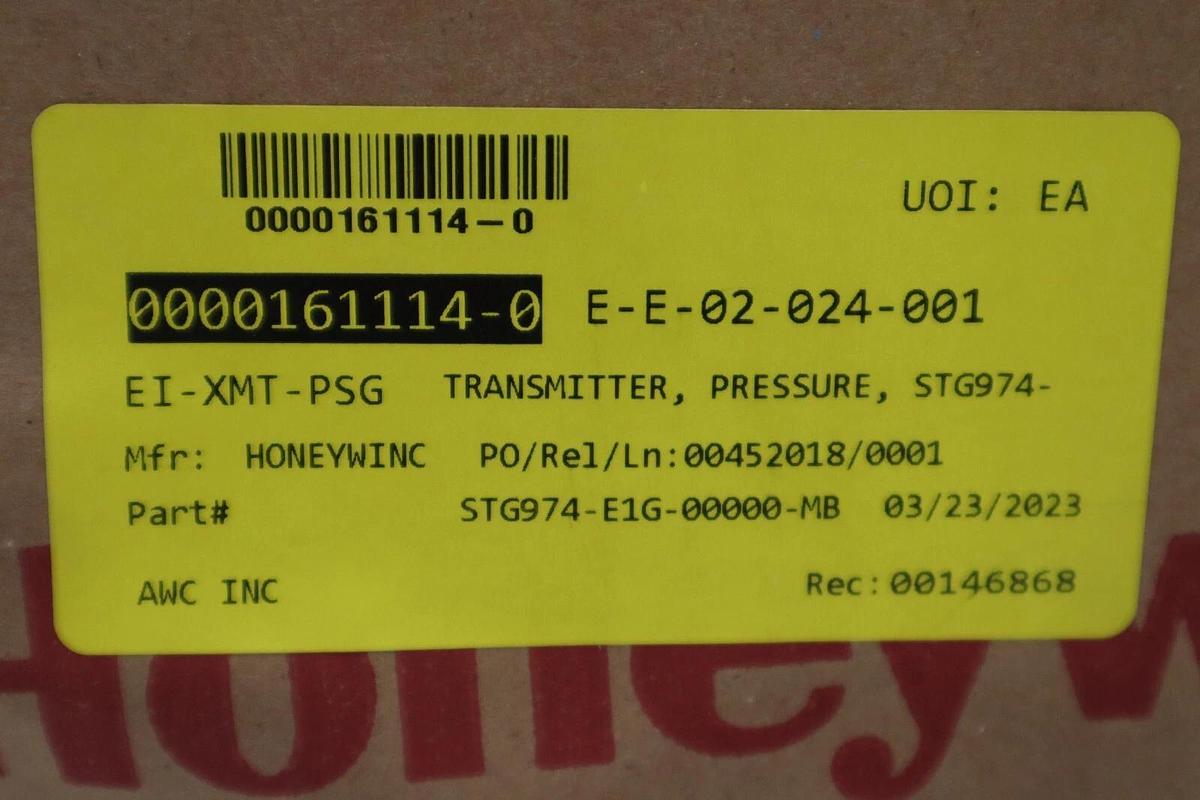 0000161114-0
UOI: EA
0000161114-0 E-E-02-024-001
EI-XMT-PSG TRANSMITTER, PRESSURE, STG974-
Mfr: HONEYWINC PO/Rel/Ln:00452018/0001
Part# STG974-E1G-00000-MB 03/23/2023
AWC INC Rec:00146868
Honeyw